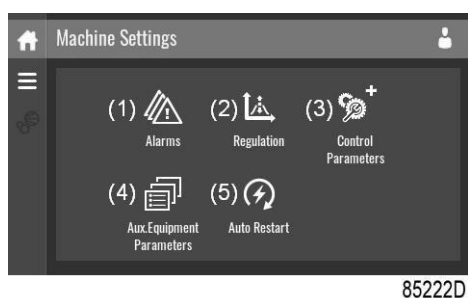 Machine Settings
(1) (2) (3)
Alarms Regulation Control
Parameters
(4) (5)
Aux.Equipment
Parameters
Auto Restart
85222D